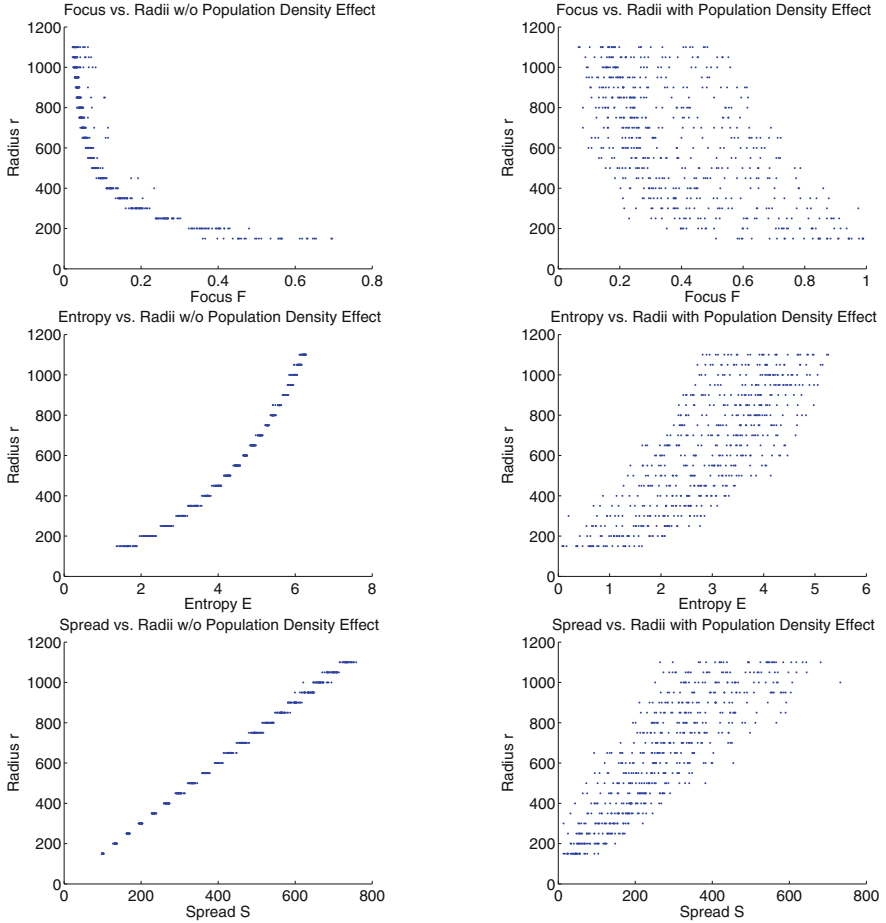 Focus vs. Radii w/o Population Density Effect
1200
1000
800
600
400
200
0
Radius r
0 0.2 0.4 0.6 0.8
Focus F
Focus vs. Radii with Population Density Effect
1200
1000
800
600
400
200
0
Radius r
0 0.2 0.4 0.6 0.8 1
Focus F
Entropy vs. Radii w/o Population Density Effect
1200
1000
800
600
400
200
0
Radius r
0 2 4 6 8
Entropy E
Entropy vs. Radii with Population Density Effect
1200
1000
800
600
400
200
0
Radius r
0 1 2 3 4 5 6
Entropy E
Spread vs. Radii w/o Population Density Effect
1200
1000
800
600
400
200
0
Radius r
0 200 400 600 800
Spread S
Spread vs. Radii with Population Density Effect
1200
1000
800
600
400
200
0
Radius r
0 200 400 600 800
Spread S